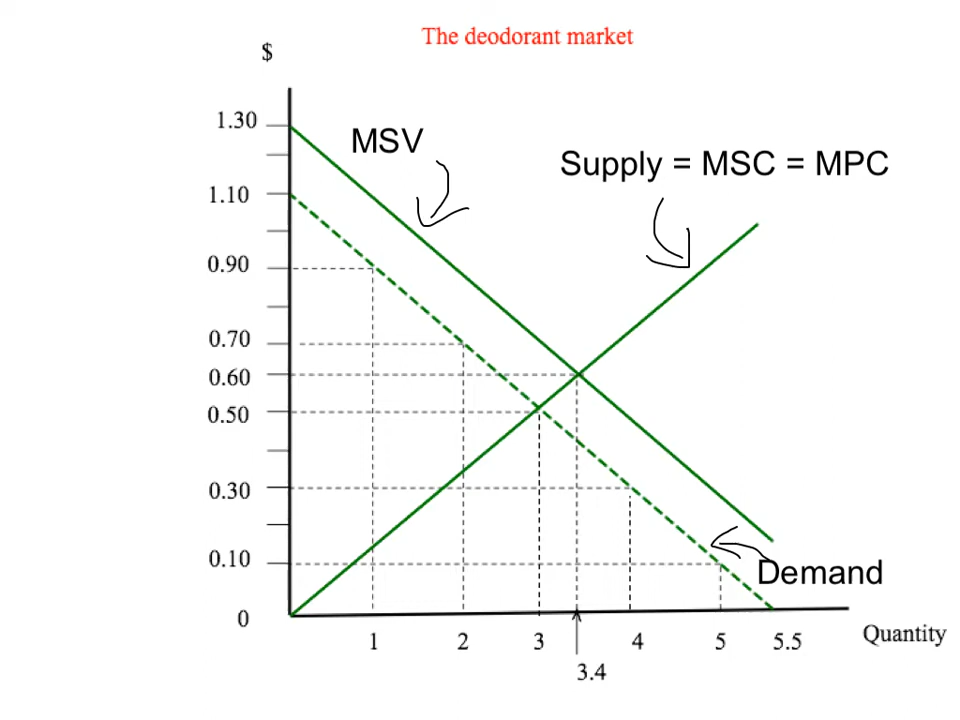 The deodorant market
$
1.30
MSV
Supply = MSC = MPC
1.10
0.90
0.70
0.60
0.50
0.30
0.10
Demand
0
1 2 3 4 5 5.5
Quantity
3.4